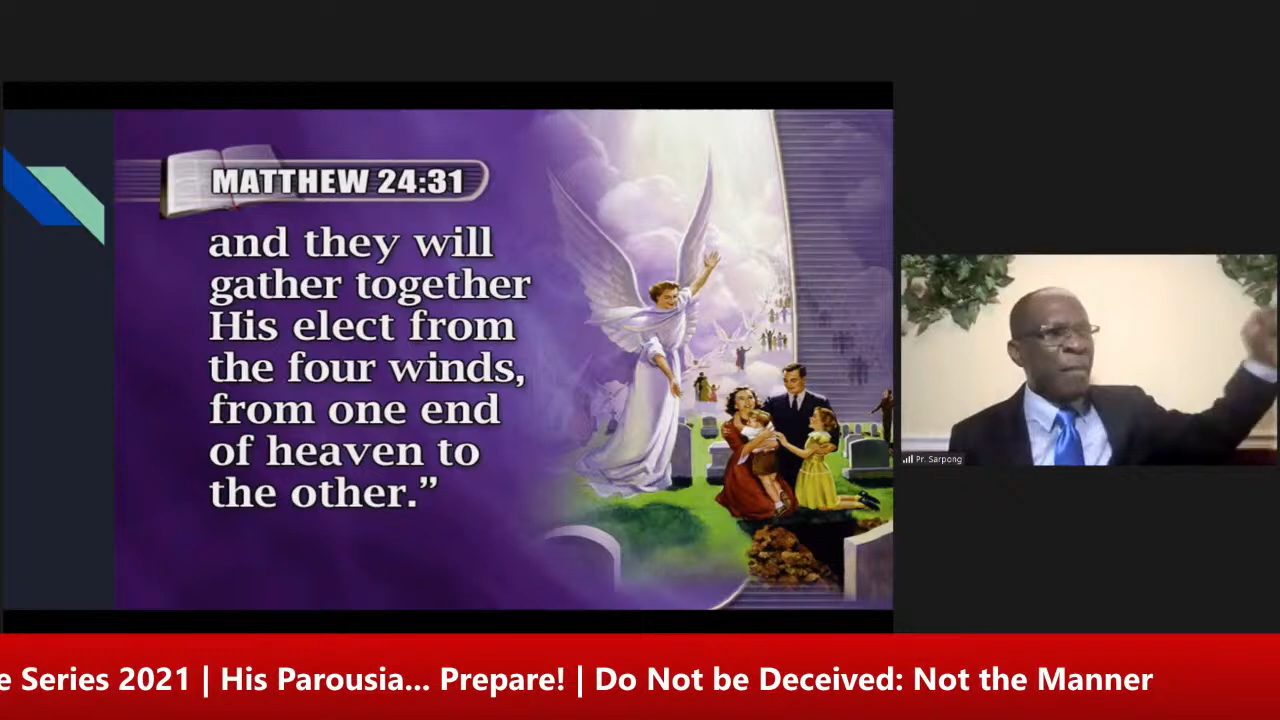 MATTHEW 24:31
and they will
gather together
His elect from
the four winds,
from one end
of heaven to
the other.”
Pr. Sarpong
e Series 2021 | His Parousia... Prepare! | Do Not be Deceived: Not the Manner